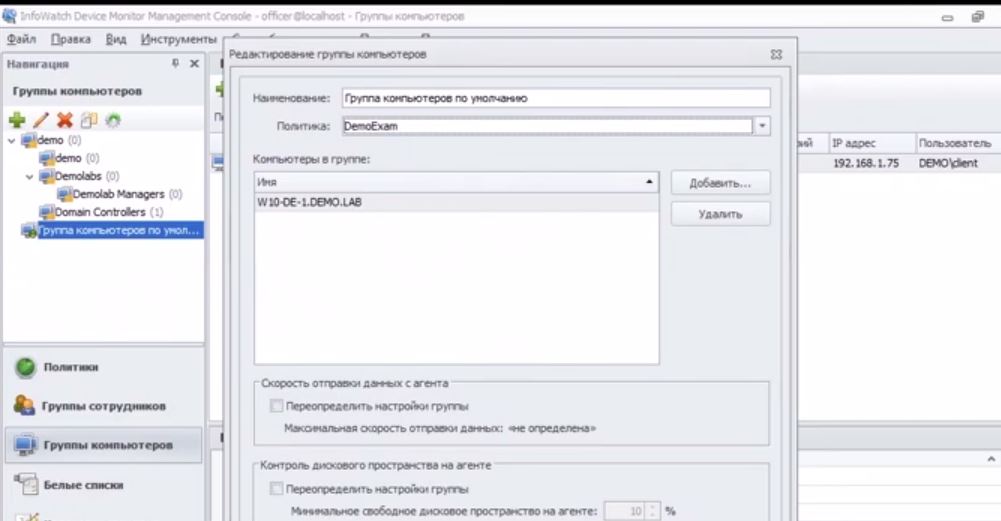 InfoWatch Device Monitor Management Console - officer@localhost - Группы компьютеров
Файл Правка Вид Инструменты
Навигация
Группы компьютеров
demo (0)
demo (0)
Demolabs (0)
Demolab Managers (0)
Domain Controllers (1)
Группа компьютеров по умол...
Политики
Группы сотрудников
Группы компьютеров
Белые списки
Редактирование группы компьютеров
Наименование: Группа компьютеров по умолчанию
Политика: DemoExam
Компьютеры в группе:
Имя
W10-DE-1.DEMO.LAB
Добавить...
Удалить
Скорость отправки данных с агента
Переопределить настройки группы
Максимальная скорость отправки данных: «не определена»
Контроль дискового пространства на агенте
Переопределить настройки группы
Минимальное свободное дисковое пространство на агенте: 10 %
IP адрес Пользователь
192.168.1.75 DEMO\client